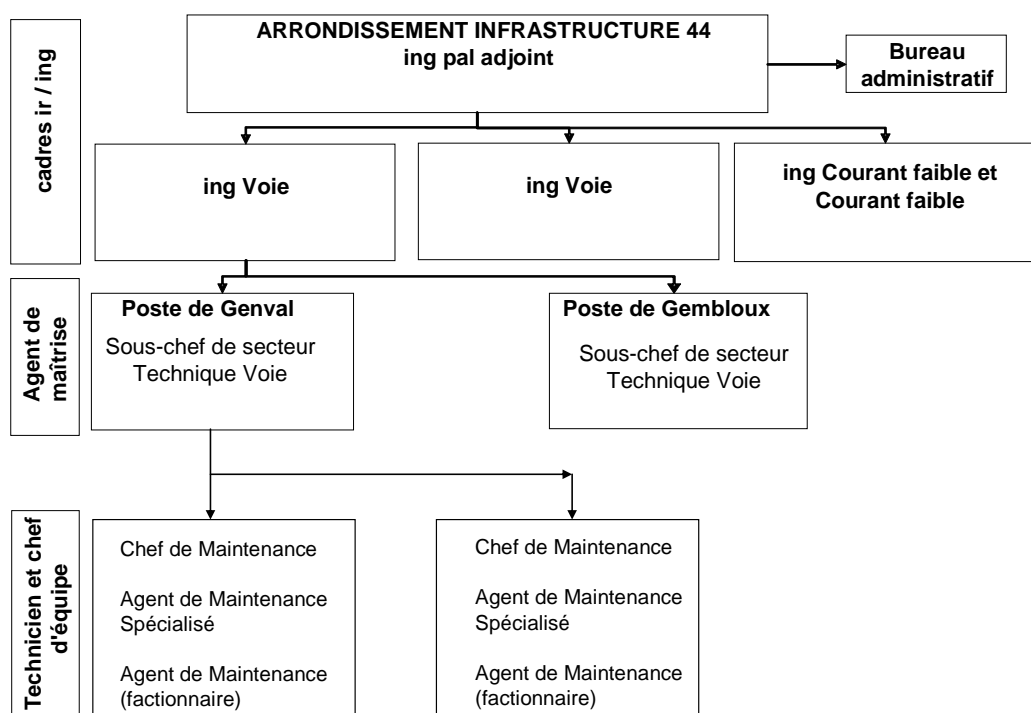 ARRONDISSEMENT INFRASTRUCTURE 44
ing pal adjoint
Bureau
administratif
cadres ir / ing
ing Voie
ing Voie
ing Courant faible et
Courant faible
Agent de
maîtrise
Poste de Genval
Sous-chef de secteur
Technique Voie
Poste de Gembloux
Sous-chef de secteur
Technique Voie
Technicien et chef
d'équipe
Chef de Maintenance
Agent de Maintenance
Spécialisé
Agent de Maintenance
(factionnaire)
Chef de Maintenance
Agent de Maintenance
Spécialisé
Agent de Maintenance
(factionnaire)